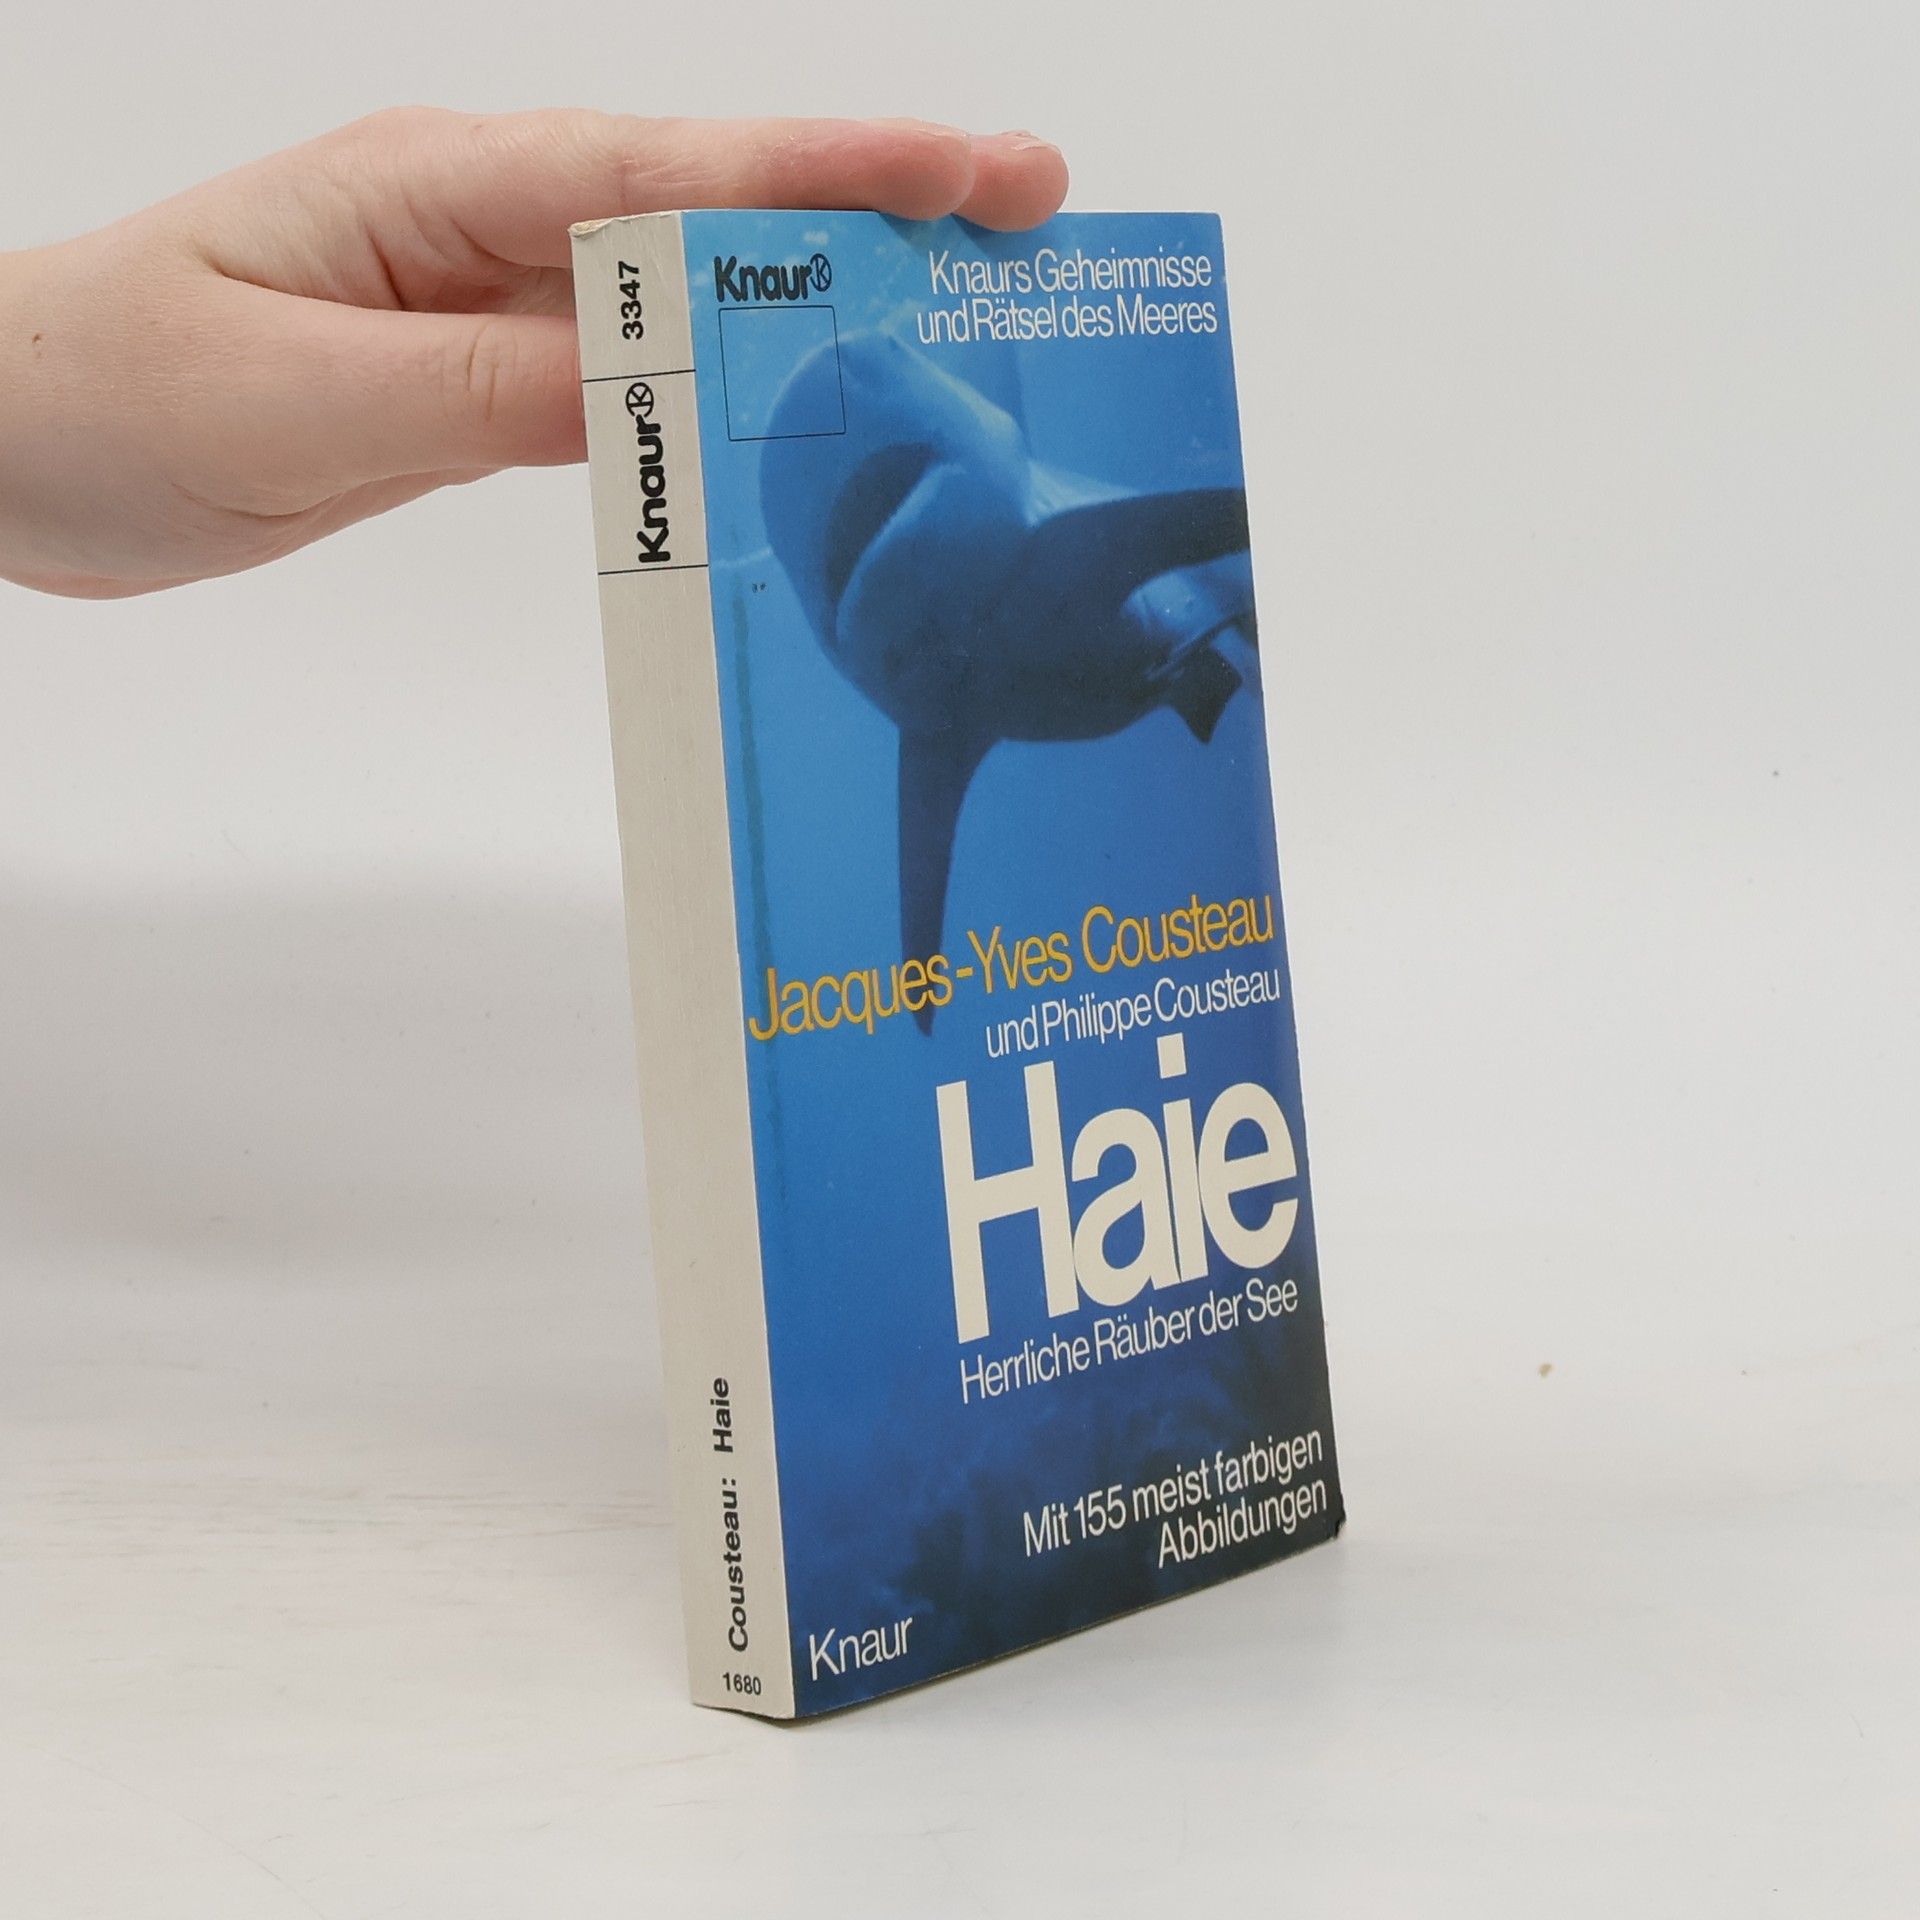 3347
Knaur
Cousteau: Haie
1680
Knaur
Knaurs Geheimnisse
und Rätsel des Meeres
Jacques-Yves Cousteau
und Philippe Cousteau
Haie
Herrliche Räuber der See
Mit 155 meist farbigen
Abbildungen
Knaur